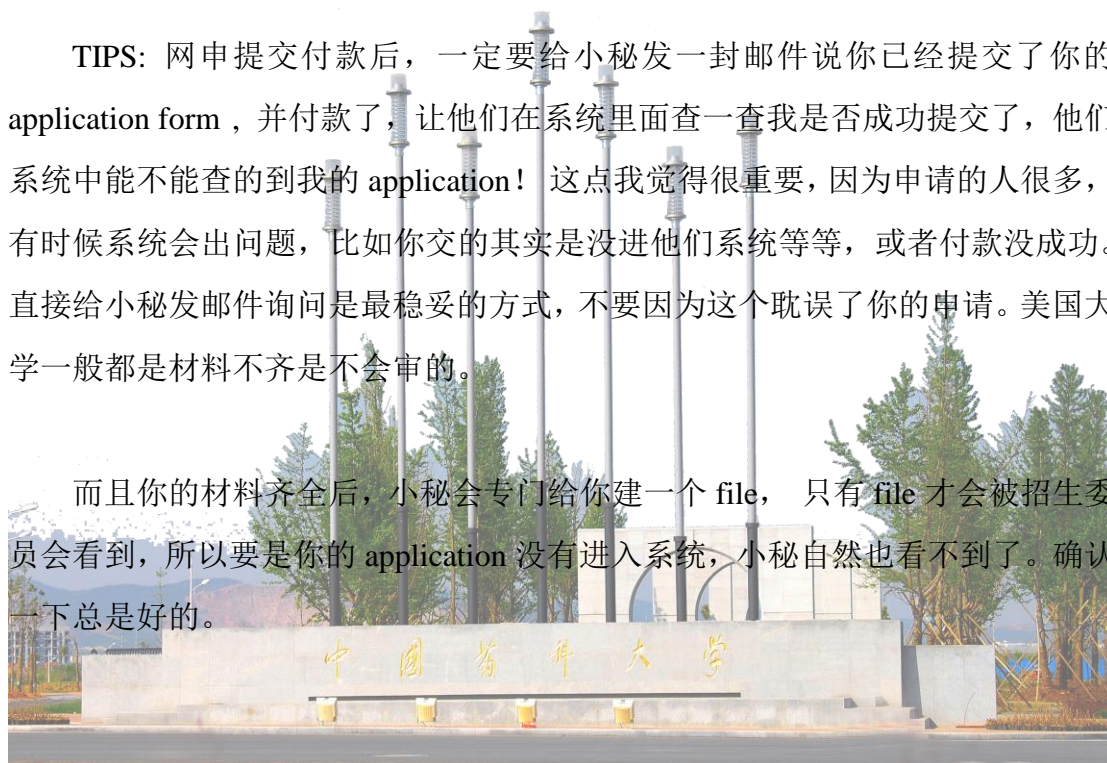 TIPS: 网申提交付款后，一定要给小秘发一封邮件说你已经提交了你的
application form，并付款了，让他们在系统里面查一查我是否成功提交了，他们
系统中能不能查的到我的 application！这点我觉得很重要，因为申请的人很多，
有时候系统会出问题，比如你交的其实是没进他们系统等等，或者付款没成功。
直接给小秘发邮件询问是最稳妥的方式，不要因为这个耽误了你的申请。美国大
学一般都是材料不齐是不会审的。
而且你的材料齐全后，小秘会专门给你建一个 file， 只有 file 才会被招生委
员会看到，所以要是你的 application 没有进入系统，小秘自然也看不到了。确认
一下总是好的。
中国药科大学